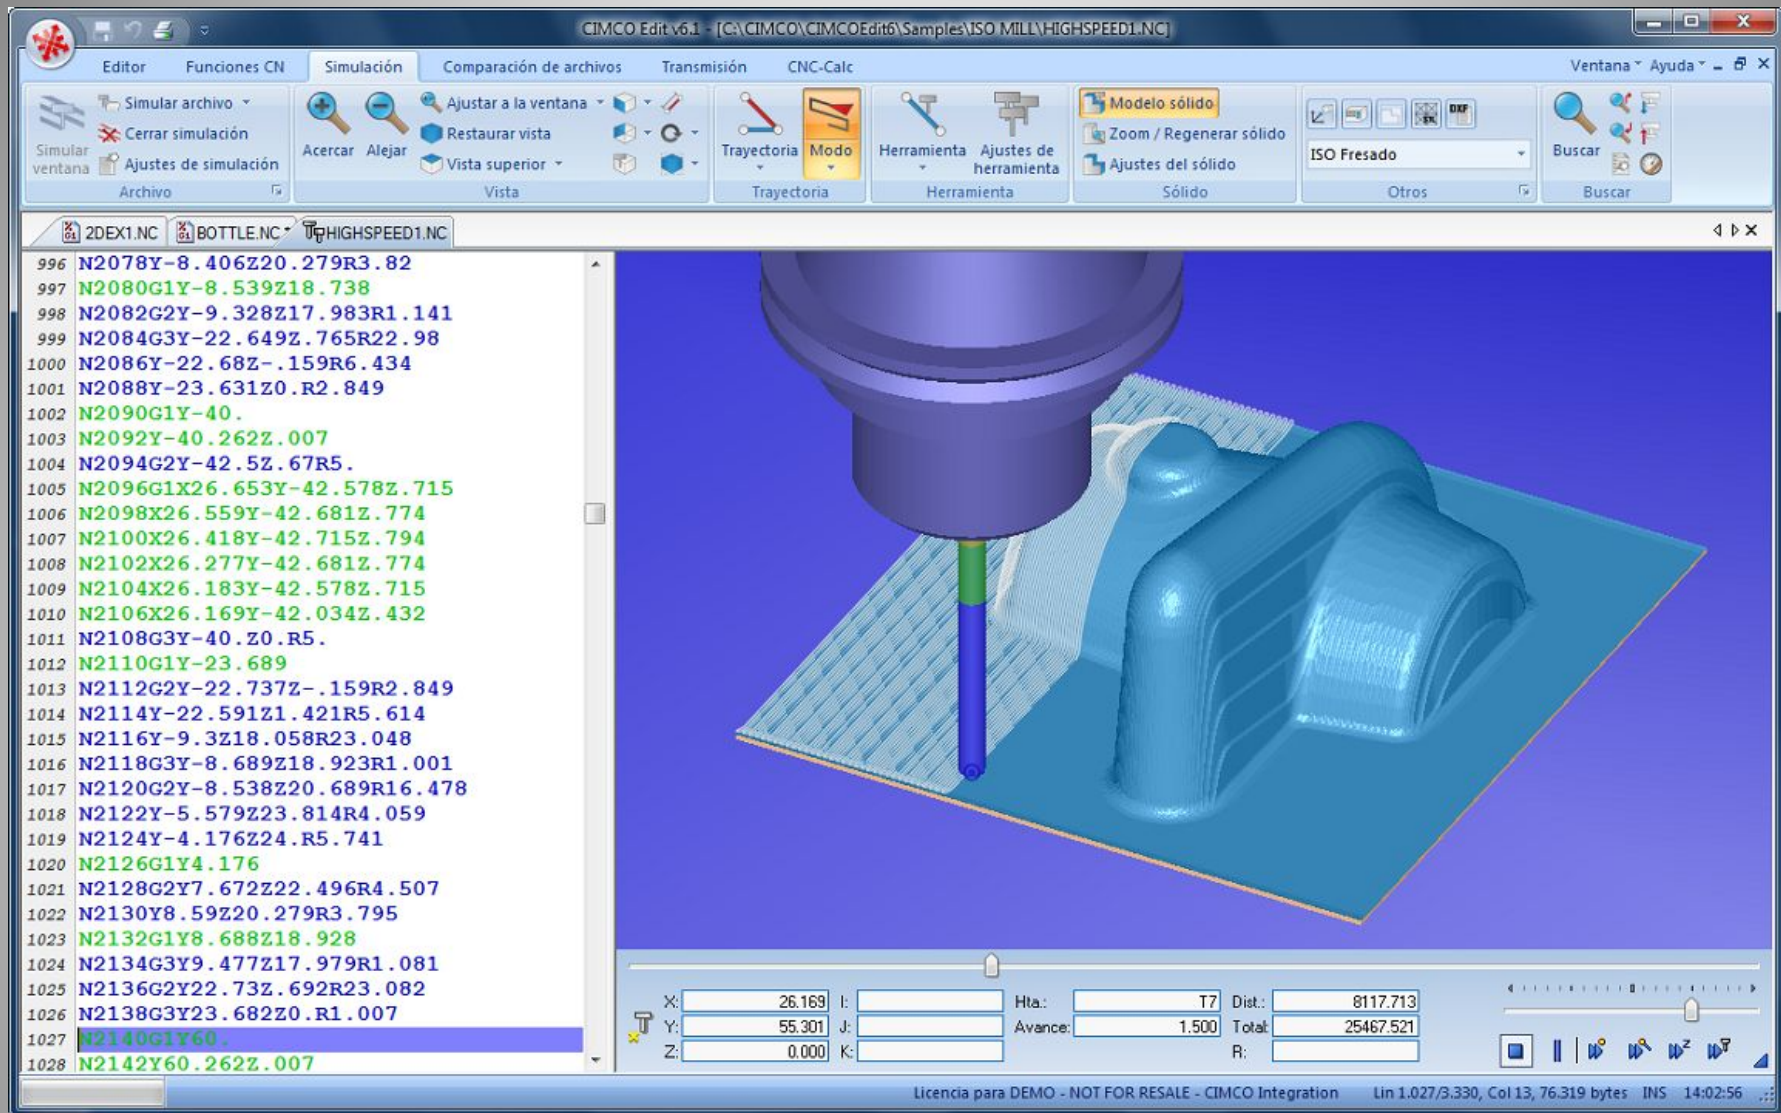 CIMCO Edit v6.1 - [C:\CIMCO\CIMCOEdit6\Samples\ISO MILL\HIGHSPEED1.NC]
Editor Funciones CN Simulación Comparación de archivos Transmisión CNC-Calc Ventana Ayuda
Simular ventana
Simular archivo
Cerrar simulación
Ajustes de simulación
Archivo
Acercar Alejar
Ajustar a la ventana
Restaurar vista
Vista superior
Vista
Trayectoria Modo
Trayectoria
Herramienta Ajustes de herramienta
Herramienta
Modelo sólido
Zoom / Regenerar sólido
Ajustes del sólido
Sólido
DXF
ISO Fresado
Otros
Buscar
Buscar
2DEX1.NC BOTTLE.NC* HIGHSPEED1.NC
996 N2078Y-8.406Z20.279R3.82
997 N2080G1Y-8.539Z18.738
998 N2082G2Y-9.328Z17.983R1.141
999 N2084G3Y-22.649Z.765R22.98
1000 N2086Y-22.68Z-.159R6.434
1001 N2088Y-23.631Z0.R2.849
1002 N2090G1Y-40.
1003 N2092Y-40.262Z.007
1004 N2094G2Y-42.5Z.67R5.
1005 N2096G1X26.653Y-42.578Z.715
1006 N2098X26.559Y-42.681Z.774
1007 N2100X26.418Y-42.715Z.794
1008 N2102X26.277Y-42.681Z.774
1009 N2104X26.183Y-42.578Z.715
1010 N2106X26.169Y-42.034Z.432
1011 N2108G3Y-40.Z0.R5.
1012 N2110G1Y-23.689
1013 N2112G2Y-22.737Z-.159R2.849
1014 N2114Y-22.591Z1.421R5.614
1015 N2116Y-9.3Z18.058R23.048
1016 N2118G3Y-8.689Z18.923R1.001
1017 N2120G2Y-8.538Z20.689R16.478
1018 N2122Y-5.579Z23.814R4.059
1019 N2124Y-4.176Z24.R5.741
1020 N2126G1Y4.176
1021 N2128G2Y7.672Z22.496R4.507
1022 N2130Y8.59Z20.279R3.795
1023 N2132G1Y8.688Z18.928
1024 N2134G3Y9.477Z17.979R1.081
1025 N2136G2Y22.73Z.692R23.082
1026 N2138G3Y23.682Z0.R1.007
1027 N2140G1Y60.
1028 N2142Y60.262Z.007
X: 26.169 I: Hta.: T7 Dist.: 8117.713
Y: 55.301 J: Avance: 1.500 Total: 25467.521
Z: 0.000 K: R:
Licencia para DEMO - NOT FOR RESALE - CIMCO Integration Lin 1.027/3.330, Col 13, 76.319 bytes INS 14:02:56